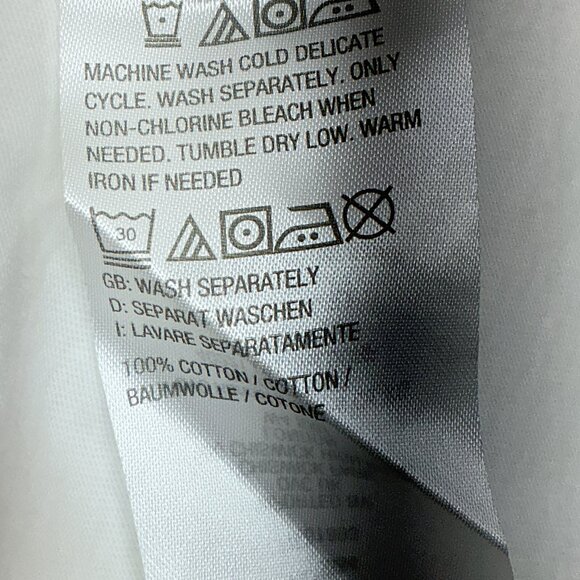 MACHINE WASH COLD DELICATE
CYCLE. WASH SEPARATELY. ONLY
NON-CHLORINE BLEACH WHEN
NEEDED. TUMBLE DRY LOW. WARM
IRON IF NEEDED
30
GB: WASH SEPARATELY
D: SEPARAT WASCHEN
I: LAVARE SEPARATAMENTE
100% COTTON / COTTON /
BAUMWOLLE / COTONE